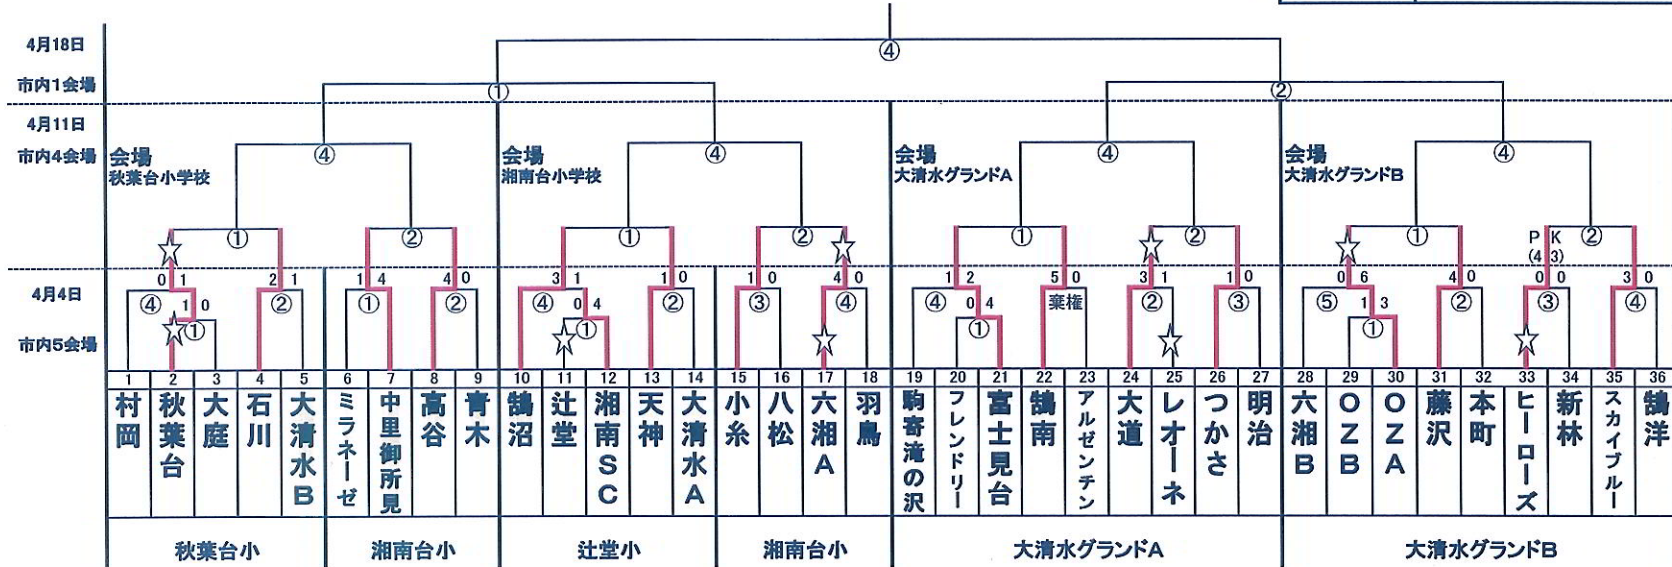 4月18日
④
市内1会場
①
②
4月11日
市内4会場
会場
秋葉台小学校
④
会場
湘南台小学校
④
会場
大清水グランドA
④
会場
大清水グランドB
④
① ② ① ② ① ② ① P K ②
(4 3)
0 1 2 1 1 4 4 0 3 1 1 0 1 0 4 0 1 2 5 0 3 1 1 0 0 6 4 0 0 0 3 0
4月4日
④ 1 0 ② ① ② ④ 0 4 ② ③ ④ ④ 0 4 棄権 ② ③ ⑤ 1 3 ② ③ ④
① ① ① ①
市内5会場
1 2 3 4 5 6 7 8 9 10 11 12 13 14 15 16 17 18 19 20 21 22 23 24 25 26 27 28 29 30 31 32 33 34 35 36
村岡
秋葉台
大庭
石川
大清水B
ミラネーゼ
中里御所見
高谷
青木
鵠沼
辻堂
湘南SC
天神
大清水A
小糸
八松
六湘A
羽鳥
駒寄滝の沢
フレンドリー
富士見台
鵠南
アルゼンチン
大道
レオーネ
つかさ
明治
六湘B
OZB
OZA
藤沢
本町
ヒーローズ
新林
スカイブルー
鵠洋
秋葉台小
湘南台小
辻堂小
湘南台小
大清水グランドA
大清水グランドB